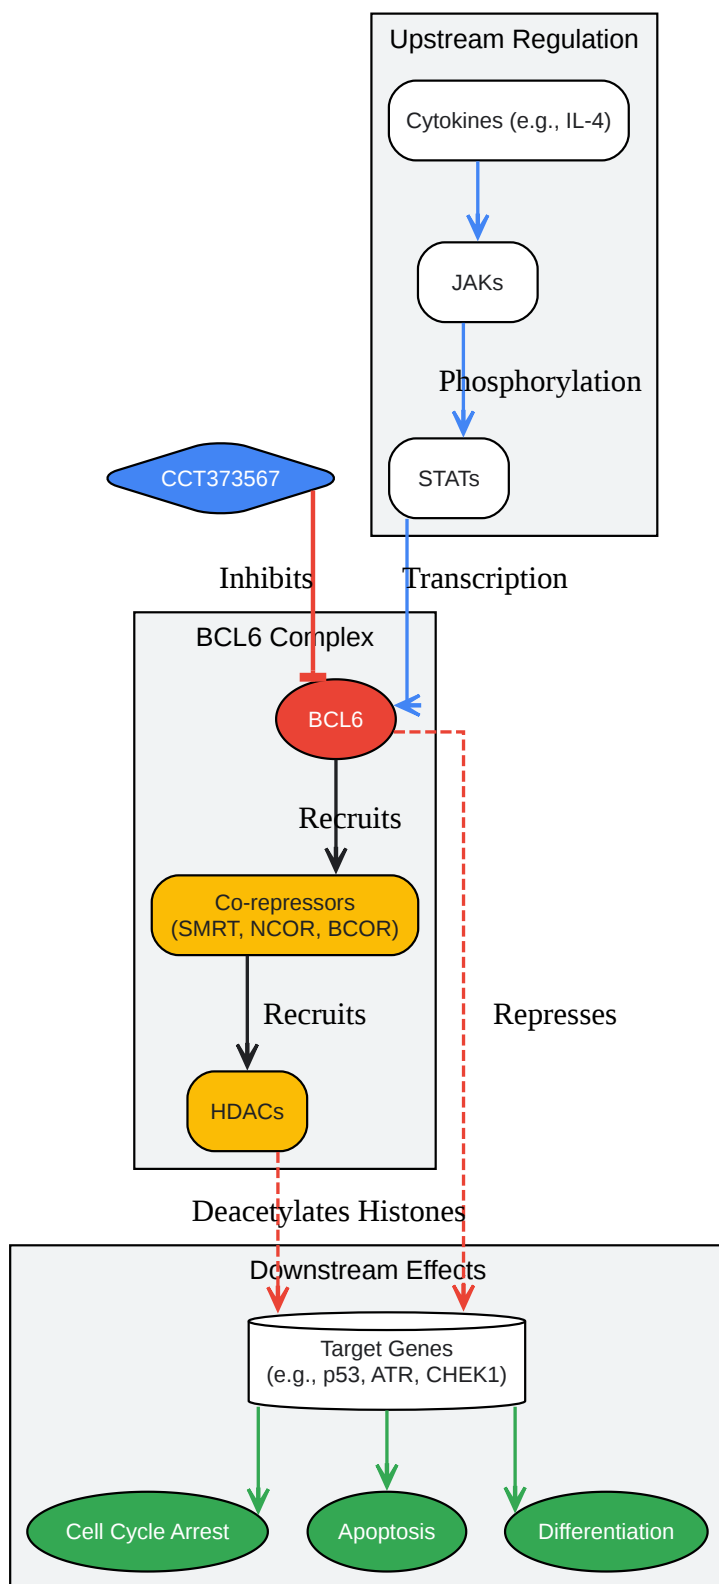 Upstream Regulation
Cytokines (e.g., IL-4)
JAKs
Phosphorylation
STATs
CCT373567
Inhibits
Transcription
BCL6 Complex
BCL6
Recruits
Co-repressors
(SMRT, NCOR, BCOR)
Recruits
Represses
HDACs
Deacetylates Histones
Downstream Effects
Target Genes
(e.g., p53, ATR, CHEK1)
Cell Cycle Arrest
Apoptosis
Differentiation